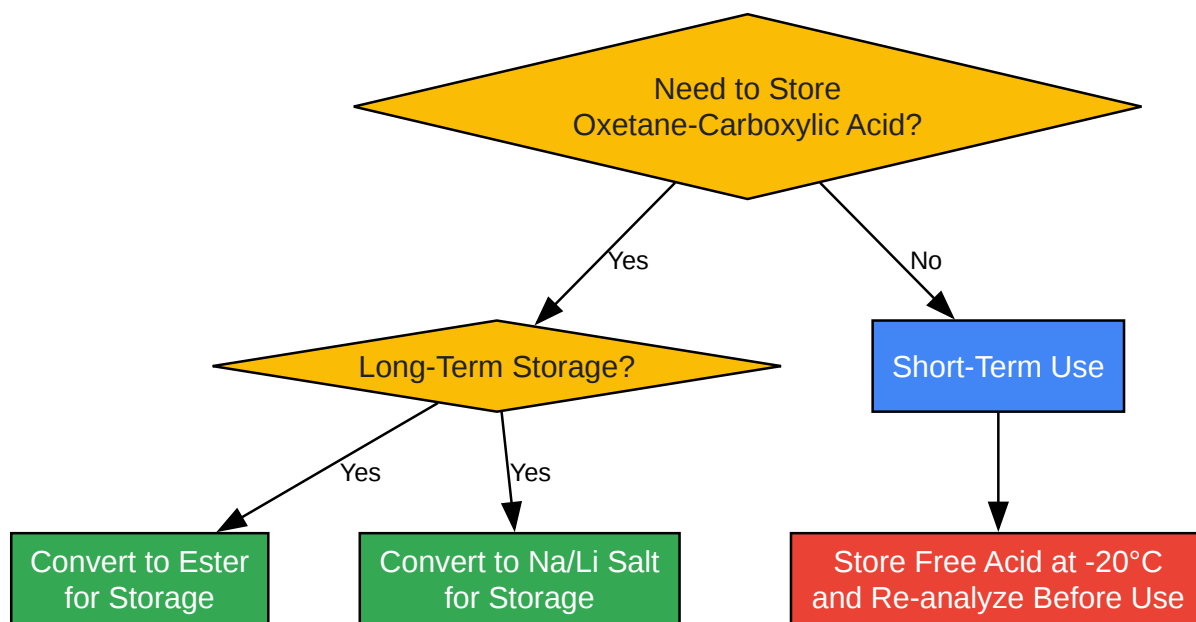 Need to Store
Oxetane-Carboxylic Acid?
Yes
No
Long-Term Storage?
Short-Term Use
Yes
Yes
Convert to Ester
for Storage
Convert to Na/Li Salt
for Storage
Store Free Acid at -20°C
and Re-analyze Before Use